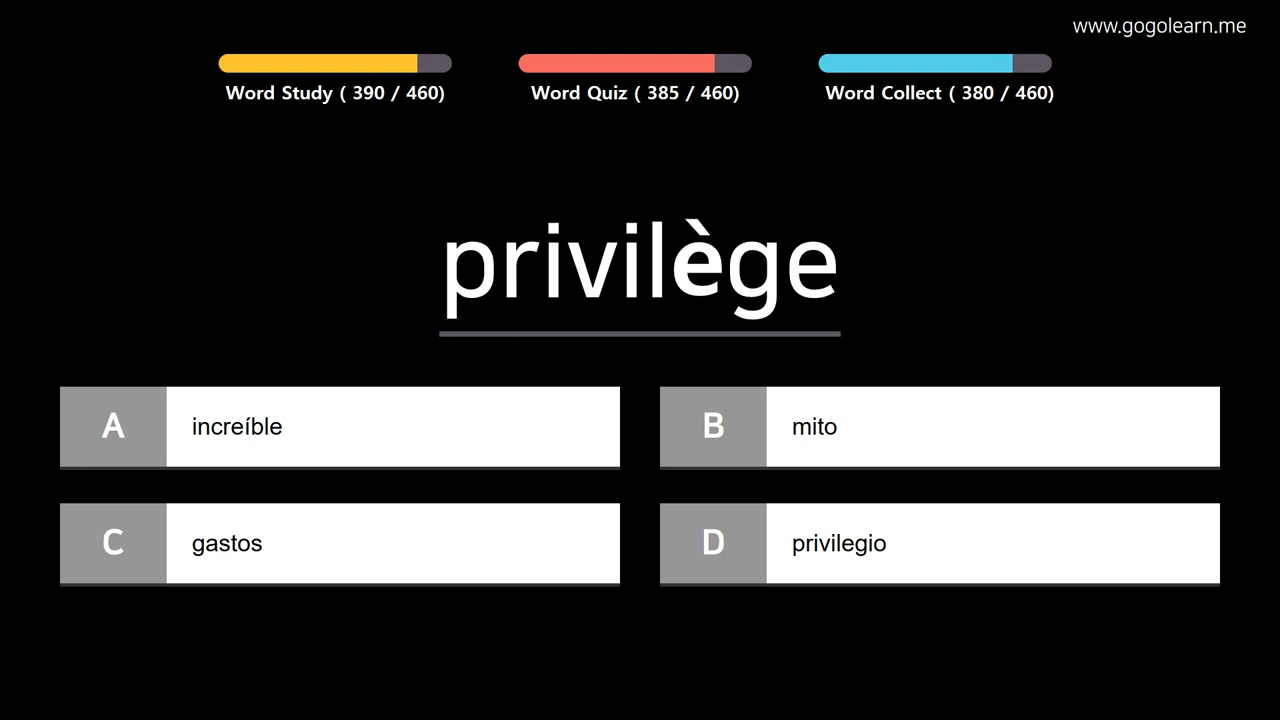 www.gogolearn.me
Word Study ( 390 / 460)
Word Quiz ( 385 / 460)
Word Collect ( 380 / 460)
privilège
A increíble
B mito
C gastos
D privilegio